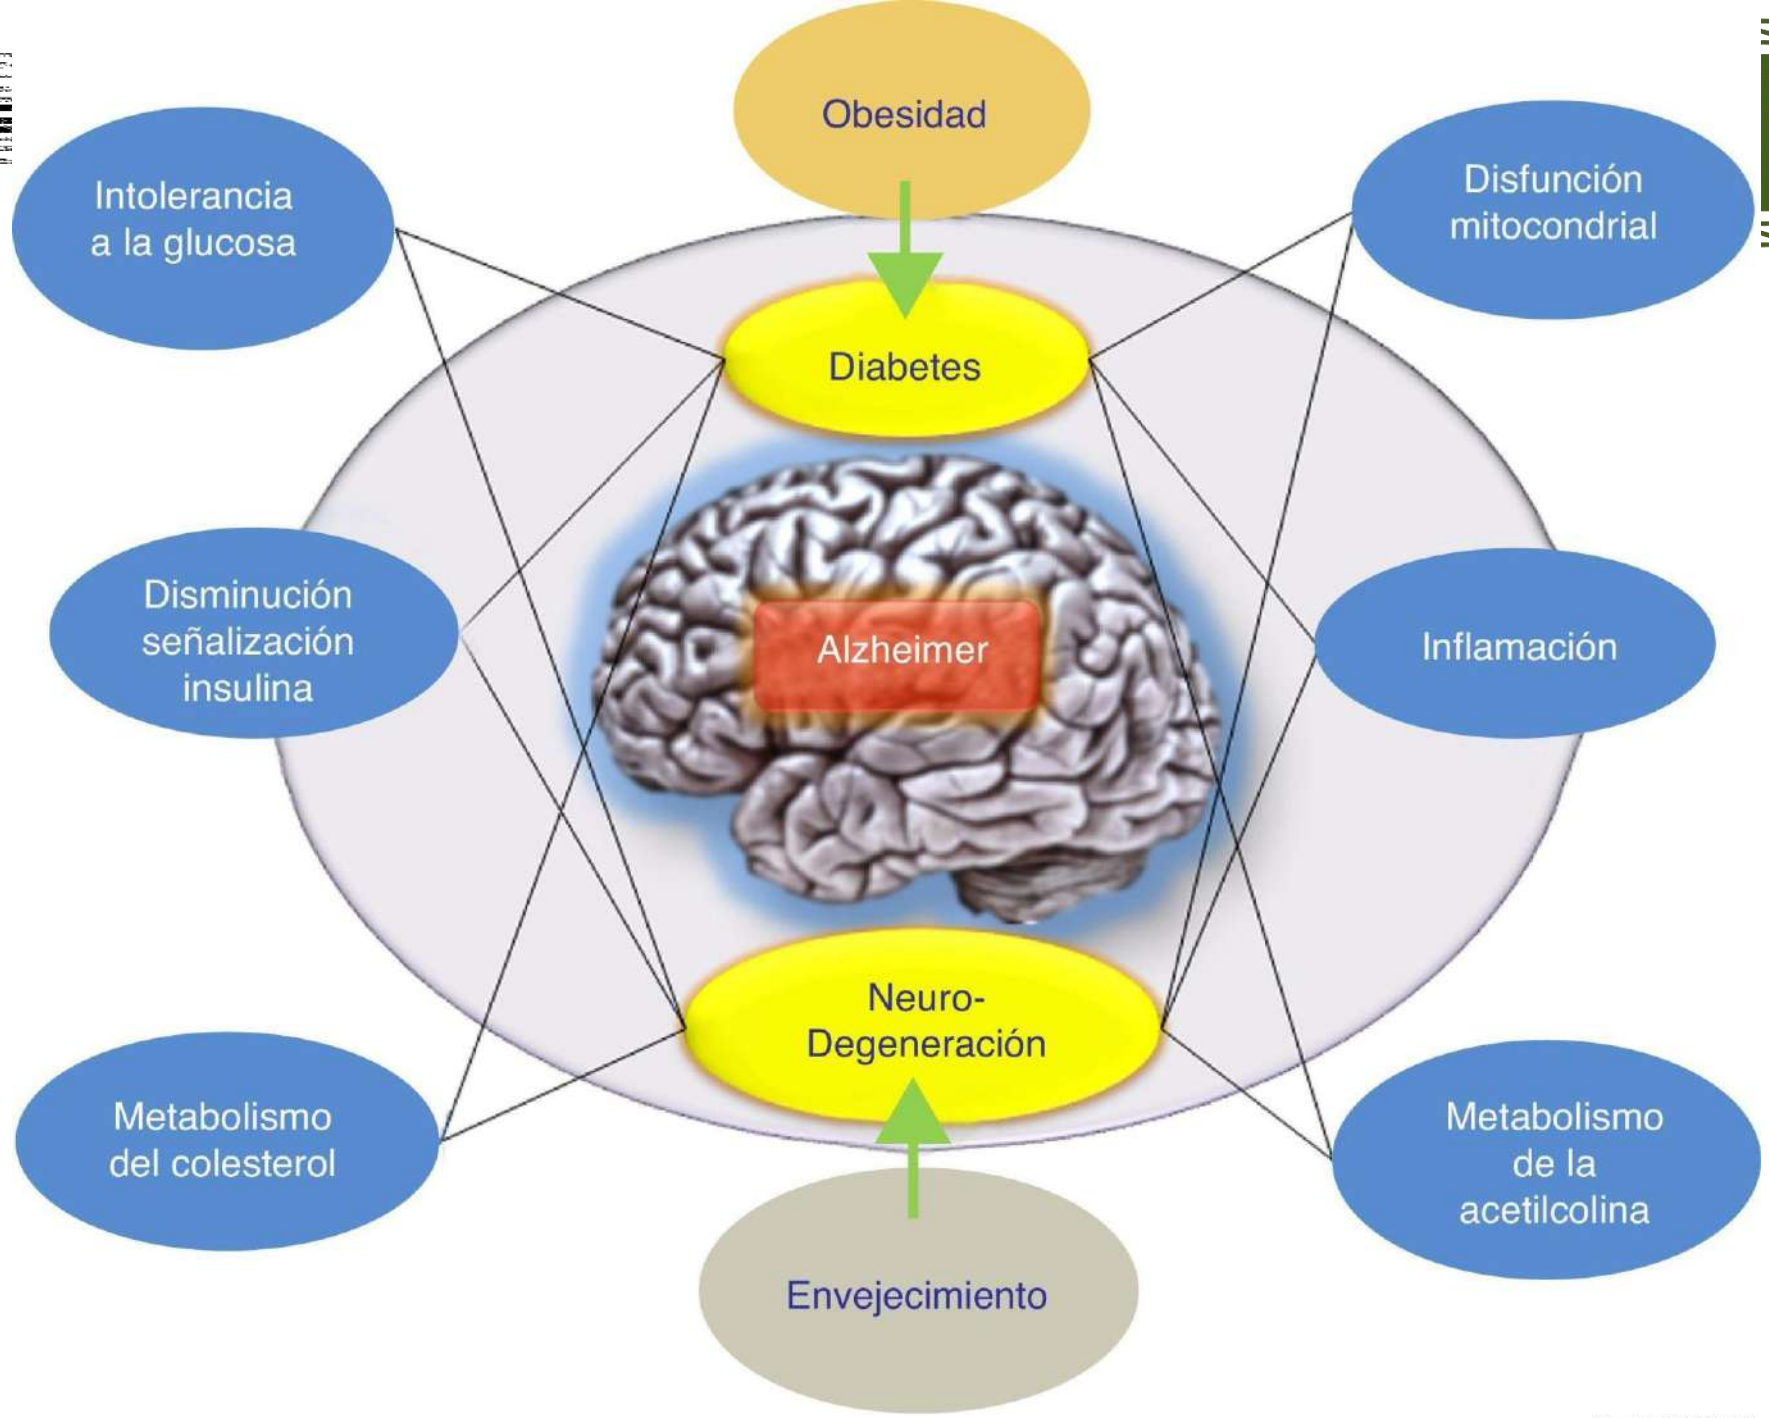 Obesidad
Intolerancia
a la glucosa
Disfunción
mitocondrial
Diabetes
Disminución
señalización
insulina
Alzheimer
Inflamación
Neuro-
Degeneración
Metabolismo
del colesterol
Metabolismo
de la
acetilcolina
Envejecimiento